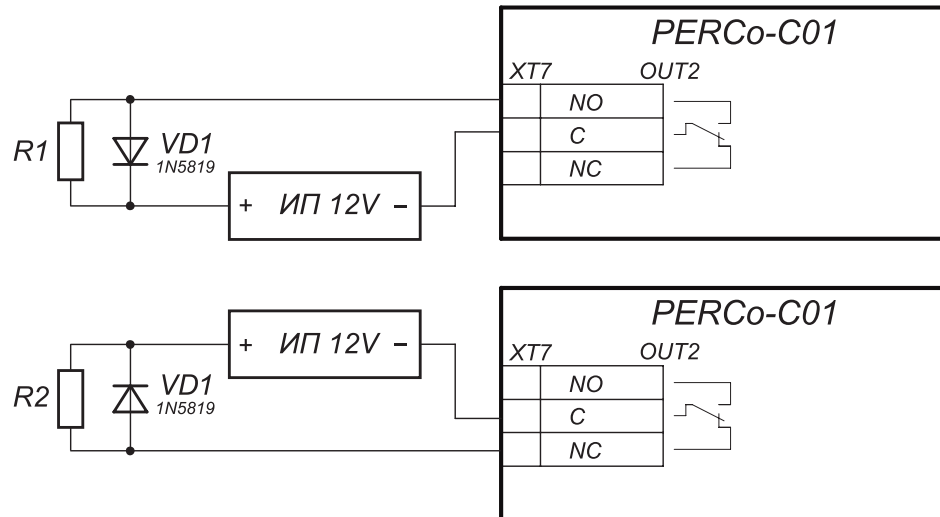 PERCo-C01
XT7
OUT2
NO
C
NC
R1
VD1
1N5819
+ ИП 12V −
PERCo-C01
XT7
OUT2
NO
C
NC
+ ИП 12V −
R2
VD1
1N5819